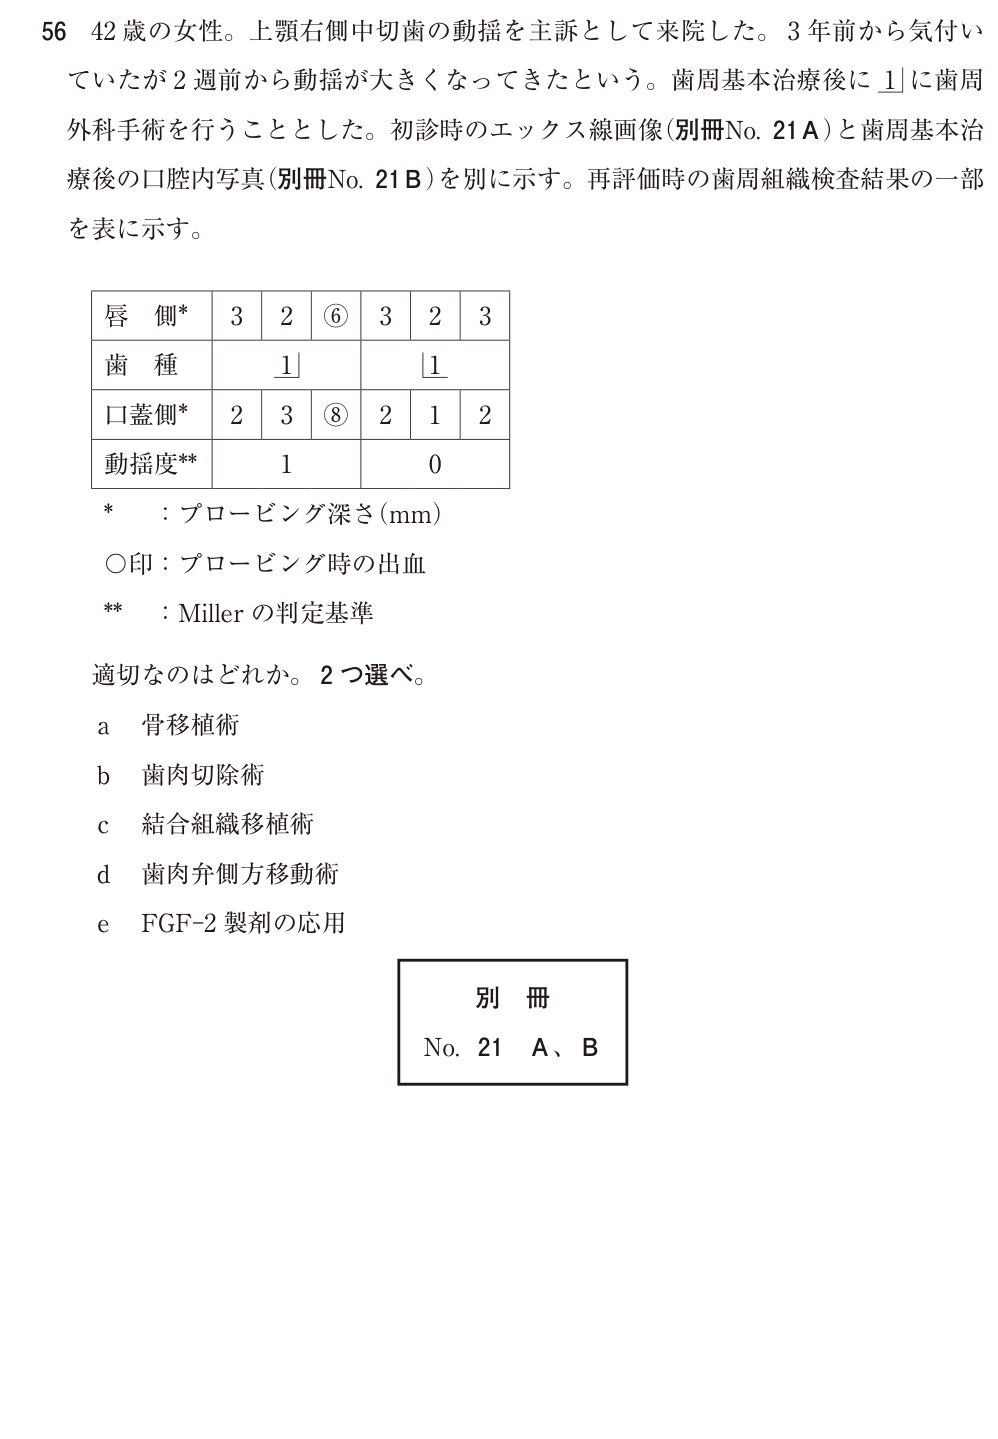 56 42歳の女性。上顎右側中切歯の動揺を主訴として来院した。3年前から気付い
ていたが2週前から動揺が大きくなってきたという。歯周基本治療後に 1⏌に歯周
外科手術を行うこととした。初診時のエックス線画像(別冊No. 21A)と歯周基本治
療後の口腔内写真(別冊No. 21B)を別に示す。再評価時の歯周組織検査結果の一部
を表に示す。
唇 側* 3 2 ⑥ 3 2 3
歯 種 1⏌ ⎿1
口蓋側* 2 3 ⑧ 2 1 2
動揺度** 1 0
* :プロービング深さ(mm)
○印:プロービング時の出血
** :Miller の判定基準
適切なのはどれか。2つ選べ。
a 骨移植術
b 歯肉切除術
c 結合組織移植術
d 歯肉弁側方移動術
e FGF-2 製剤の応用
別 冊
No. 21 A、B